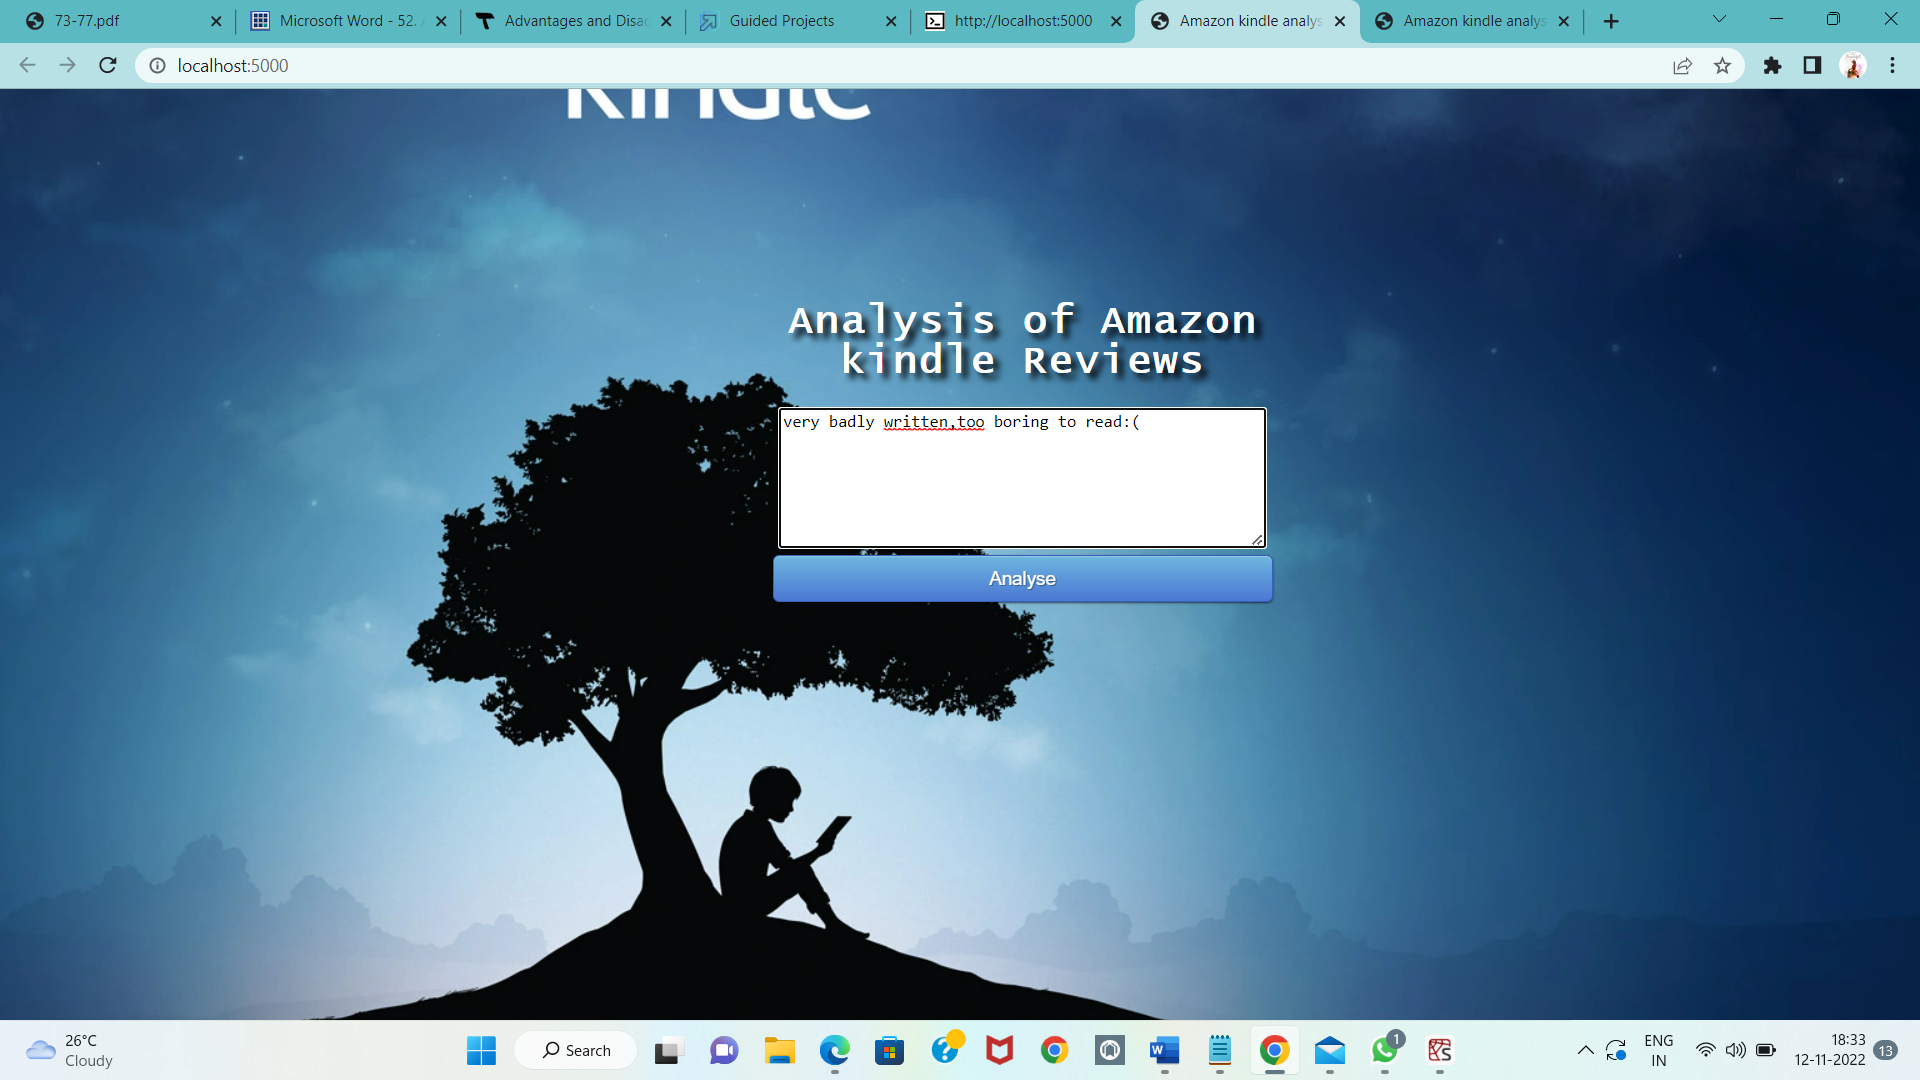 73-77.pdf
Microsoft Word - 52.
Advantages and Disad
Guided Projects
http://localhost:5000
Amazon kindle analys
Amazon kindle analys
localhost:5000
kindle
Analysis of Amazon
kindle Reviews
very badly written,too boring to read:(
Analyse
26°C
Cloudy
Search
1
ENG
IN
18:33
12-11-2022
13